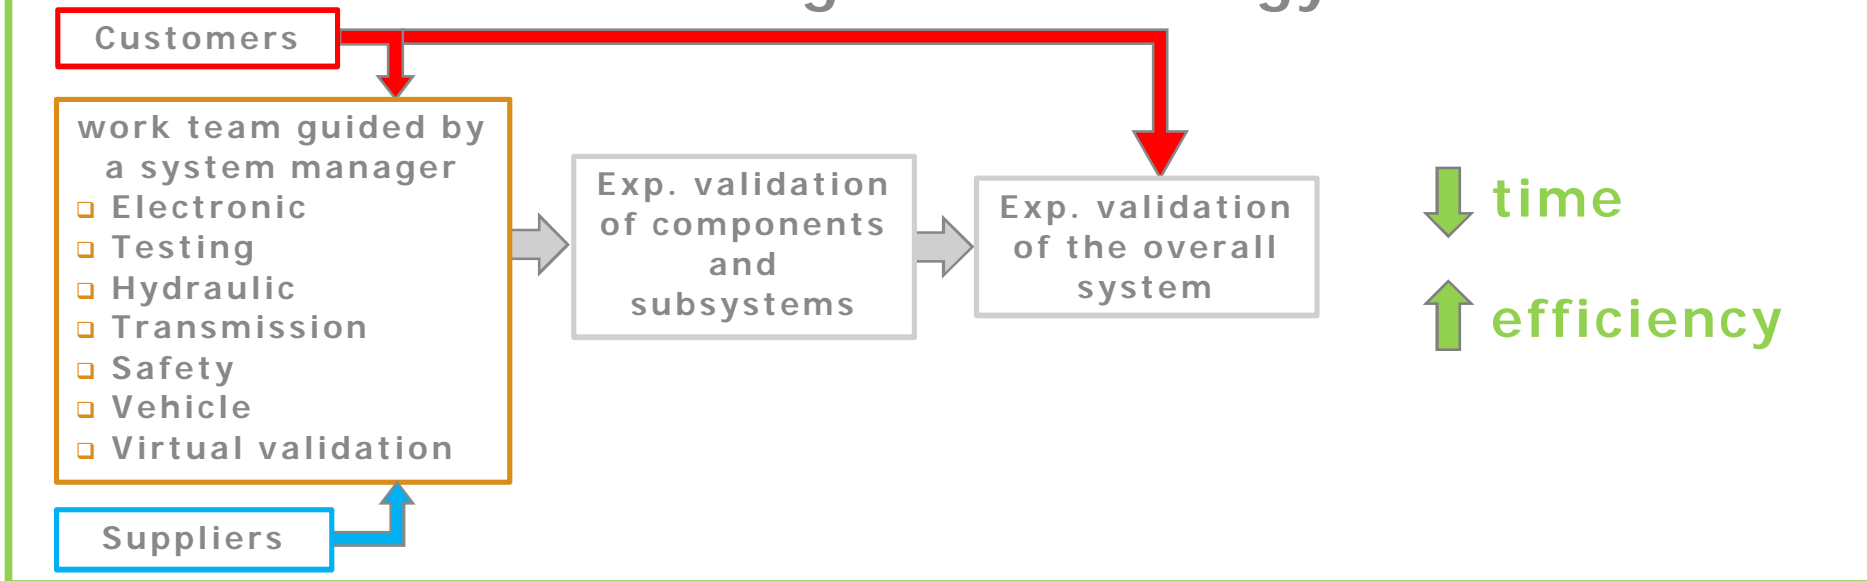 Customers
work team guided by
a system manager
Electronic
Testing
Hydraulic
Transmission
Safety
Vehicle
Virtual validation
Suppliers
Exp. validation
of components
and
subsystems
Exp. validation
of the overall
system
time
efficiency